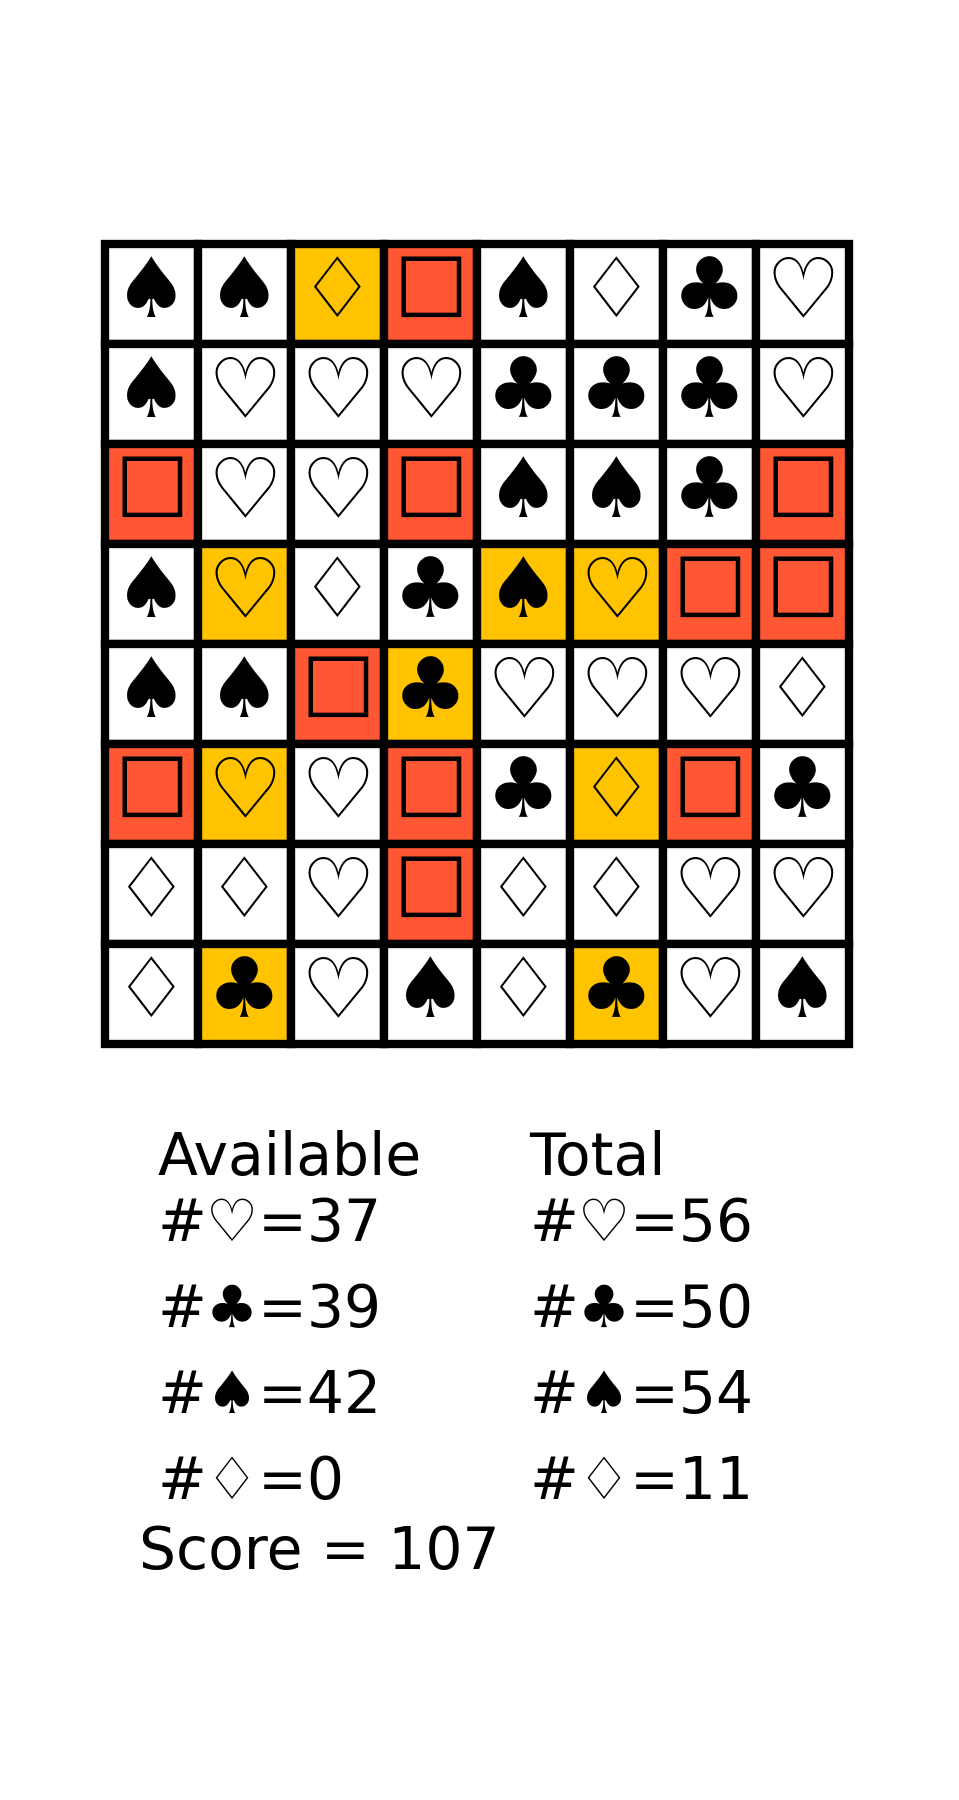 ♠ ♠ ♢ □ ♠ ♢ ♣ ♡
♠ ♡ ♡ ♡ ♣ ♣ ♣ ♡
□ ♡ ♡ □ ♠ ♠ ♣ □
♠ ♡ ♢ ♣ ♠ ♡ □ □
♠ ♠ □ ♣ ♡ ♡ ♡ ♢
□ ♡ ♡ □ ♣ ♢ □ ♣
♢ ♢ ♡ □ ♢ ♢ ♡ ♡
♢ ♣ ♡ ♠ ♢ ♣ ♡ ♠
Available Total
#♡=37 #♡=56
#♣=39 #♣=50
#♠=42 #♠=54
#♢=0 #♢=11
Score = 107